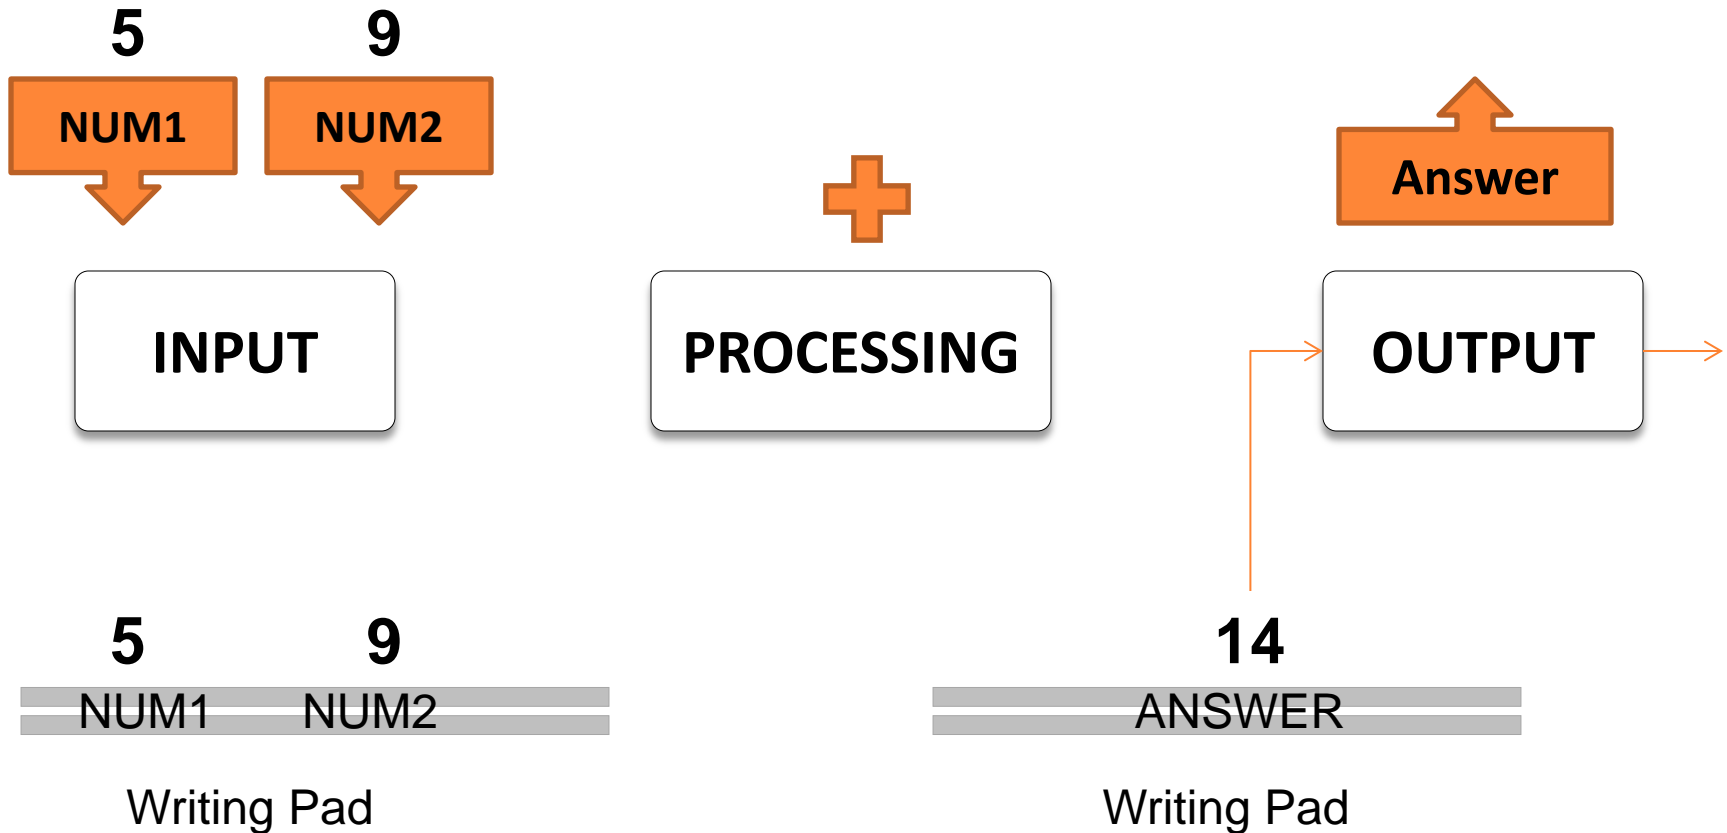 5 9
NUM1 NUM2
Answer
INPUT PROCESSING OUTPUT
5 9 14
NUM1 NUM2 ANSWER
Writing Pad Writing Pad